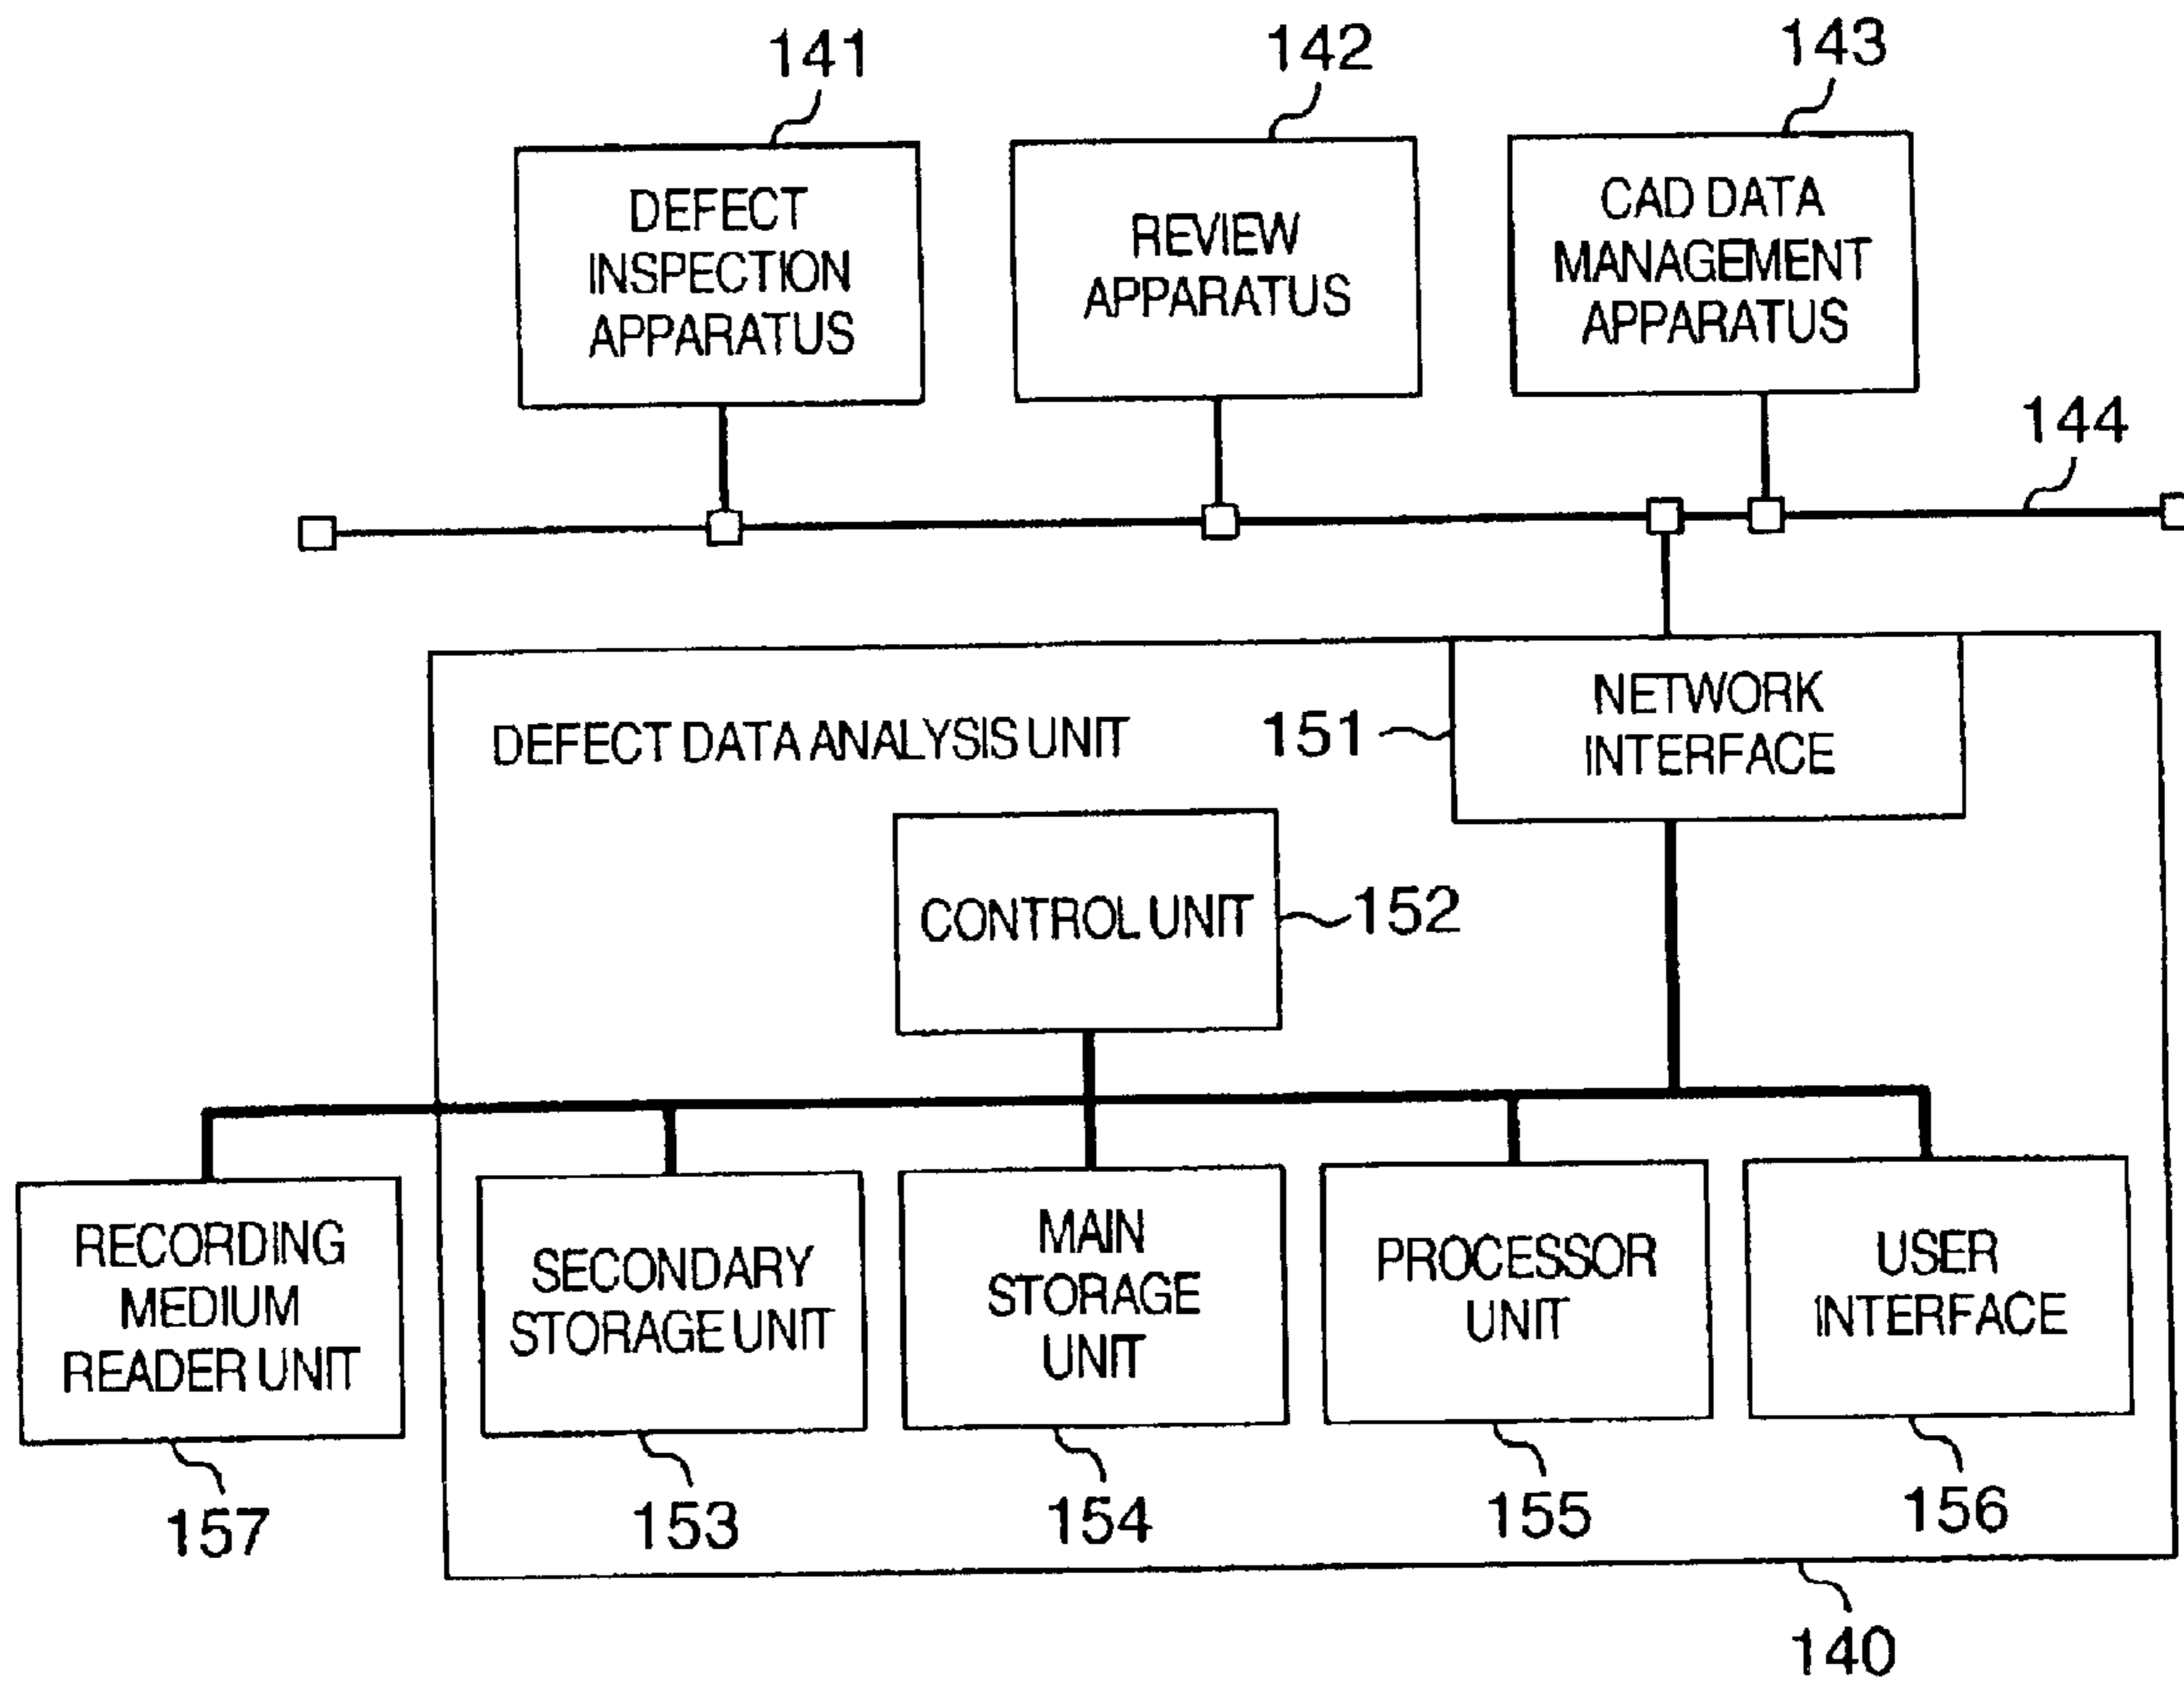 141
142
143
DEFECT
INSPECTION
APPARATUS
REVIEW
APPARATUS
CAD DATA
MANAGEMENT
APPARATUS
144
DEFECT DATA ANALYSIS UNIT
151
NETWORK
INTERFACE
CONTROL UNIT
152
RECORDING
MEDIUM
READER UNIT
SECONDARY
STORAGE UNIT
MAIN
STORAGE
UNIT
PROCESSOR
UNIT
USER
INTERFACE
157
153
154
155
156
140